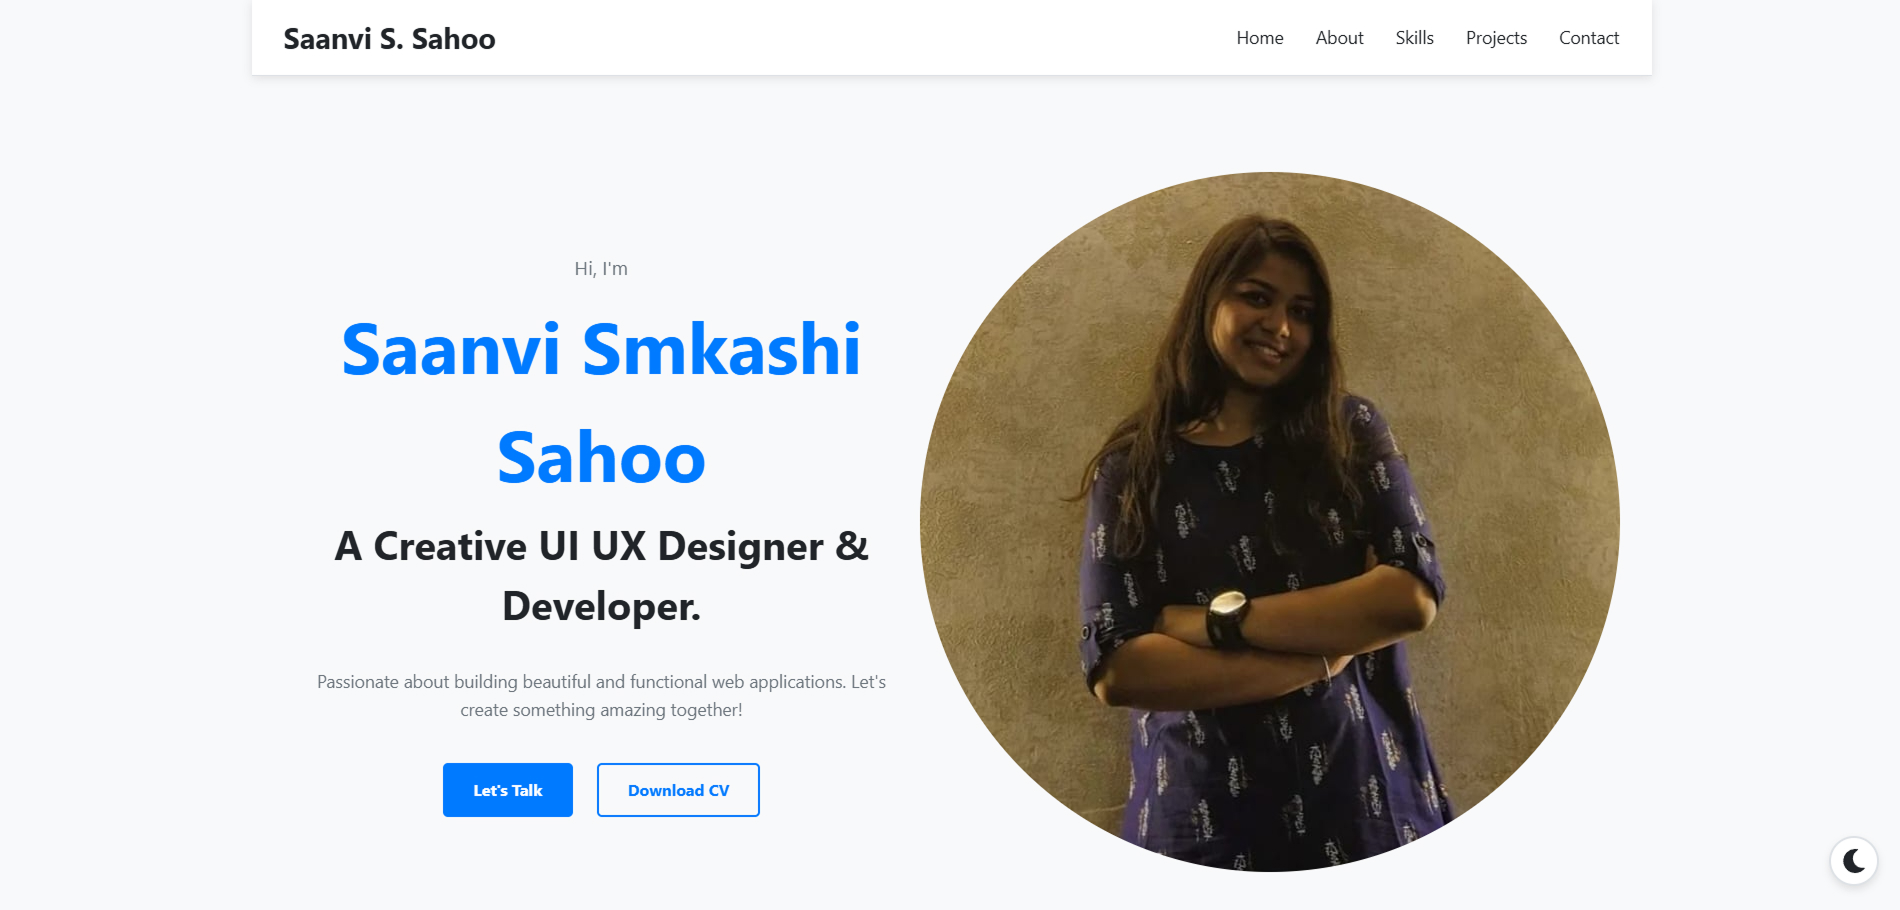 Saanvi S. Sahoo
Home About Skills Projects Contact
Hi, I'm
Saanvi Smkashi
Sahoo
A Creative UI UX Designer &
Developer.
Passionate about building beautiful and functional web applications. Let's
create something amazing together!
Let's Talk
Download CV